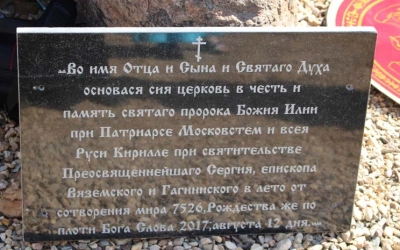 „Во имя Отца и Сына и Святаго Духа
основася сия церковь в честь и
память святаго пророка Божия Илии
при Патриарсе Московстем и всея
Руси Кирилле при святительстве
Преосвященнейшаго Сергия, епископа
Вяземского и Гагинского в лето от
сотворения мира 7526,Рождества же по
плоти Бога Слова 2017,августа 12 дня.„